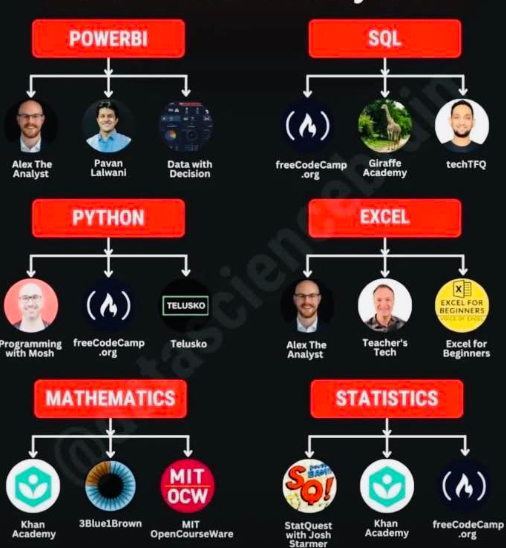 POWERBI
SQL
Alex The
Analyst
Pavan
Lalwani
Data with
Decision
freeCodeCamp
.org
Giraffe
Academy
techTFQ
PYTHON
EXCEL
TELUSKO
EXCEL FOR
BEGINNERS
Programming
with Mosh
freeCodeCamp
.org
Telusko
Alex The
Analyst
Teacher's
Tech
Excel for
Beginners
MATHEMATICS
STATISTICS
MIT
OCW
SQ!
Khan
Academy
3Blue1Brown
MIT
OpenCourseWare
StatQuest
with Josh
Starmer
Khan
Academy
freeCodeCamp
.org